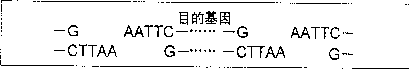 目的基因
—G AATTC—······—G AATTC—
—CTTAA G—······—CTTAA G—